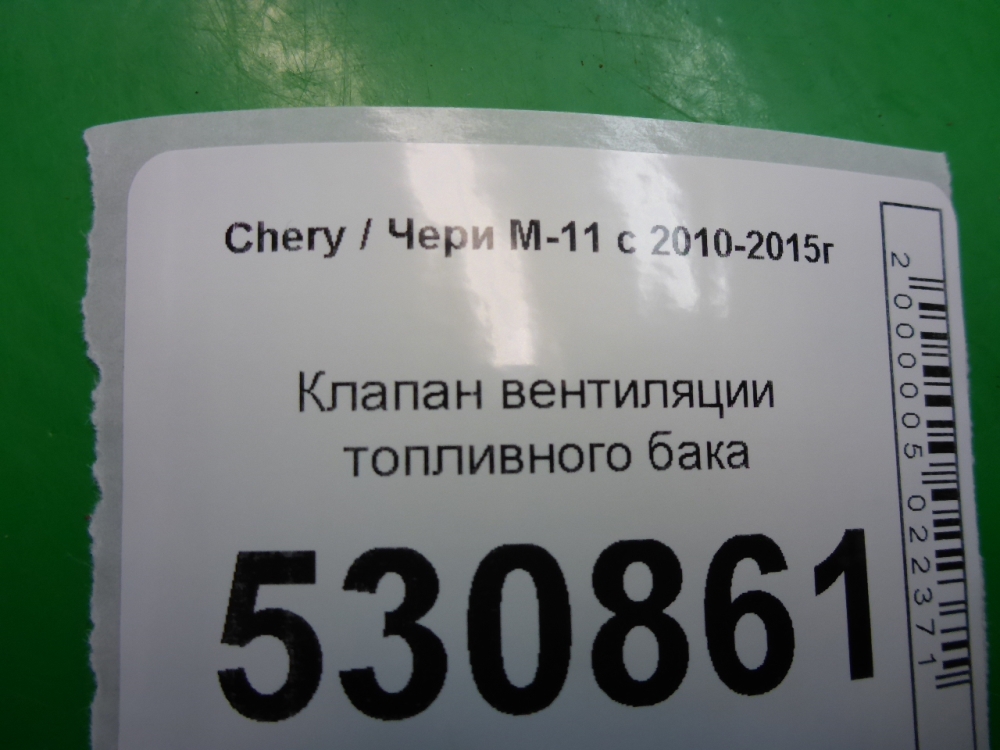 Chery / Чери М-11 с 2010-2015г
Клапан вентиляции
топливного бака
530861
2000005022371